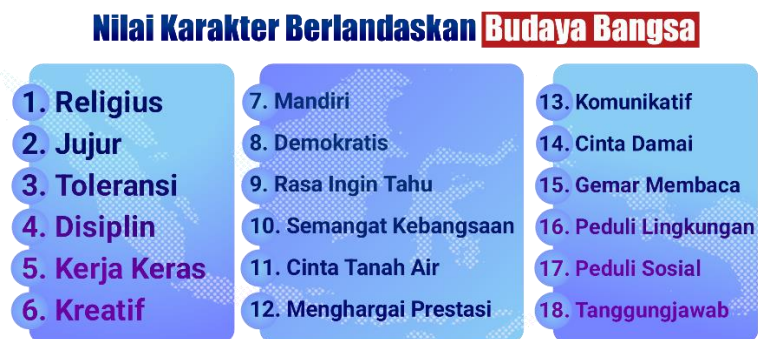 Nilai Karakter Berlandaskan Budaya Bangsa
1. Religius
2. Jujur
3. Toleransi
4. Disiplin
5. Kerja Keras
6. Kreatif
7. Mandiri
8. Demokratis
9. Rasa Ingin Tahu
10. Semangat Kebangsaan
11. Cinta Tanah Air
12. Menghargai Prestasi
13. Komunikatif
14. Cinta Damai
15. Gemar Membaca
16. Peduli Lingkungan
17. Peduli Sosial
18. Tanggungjawab